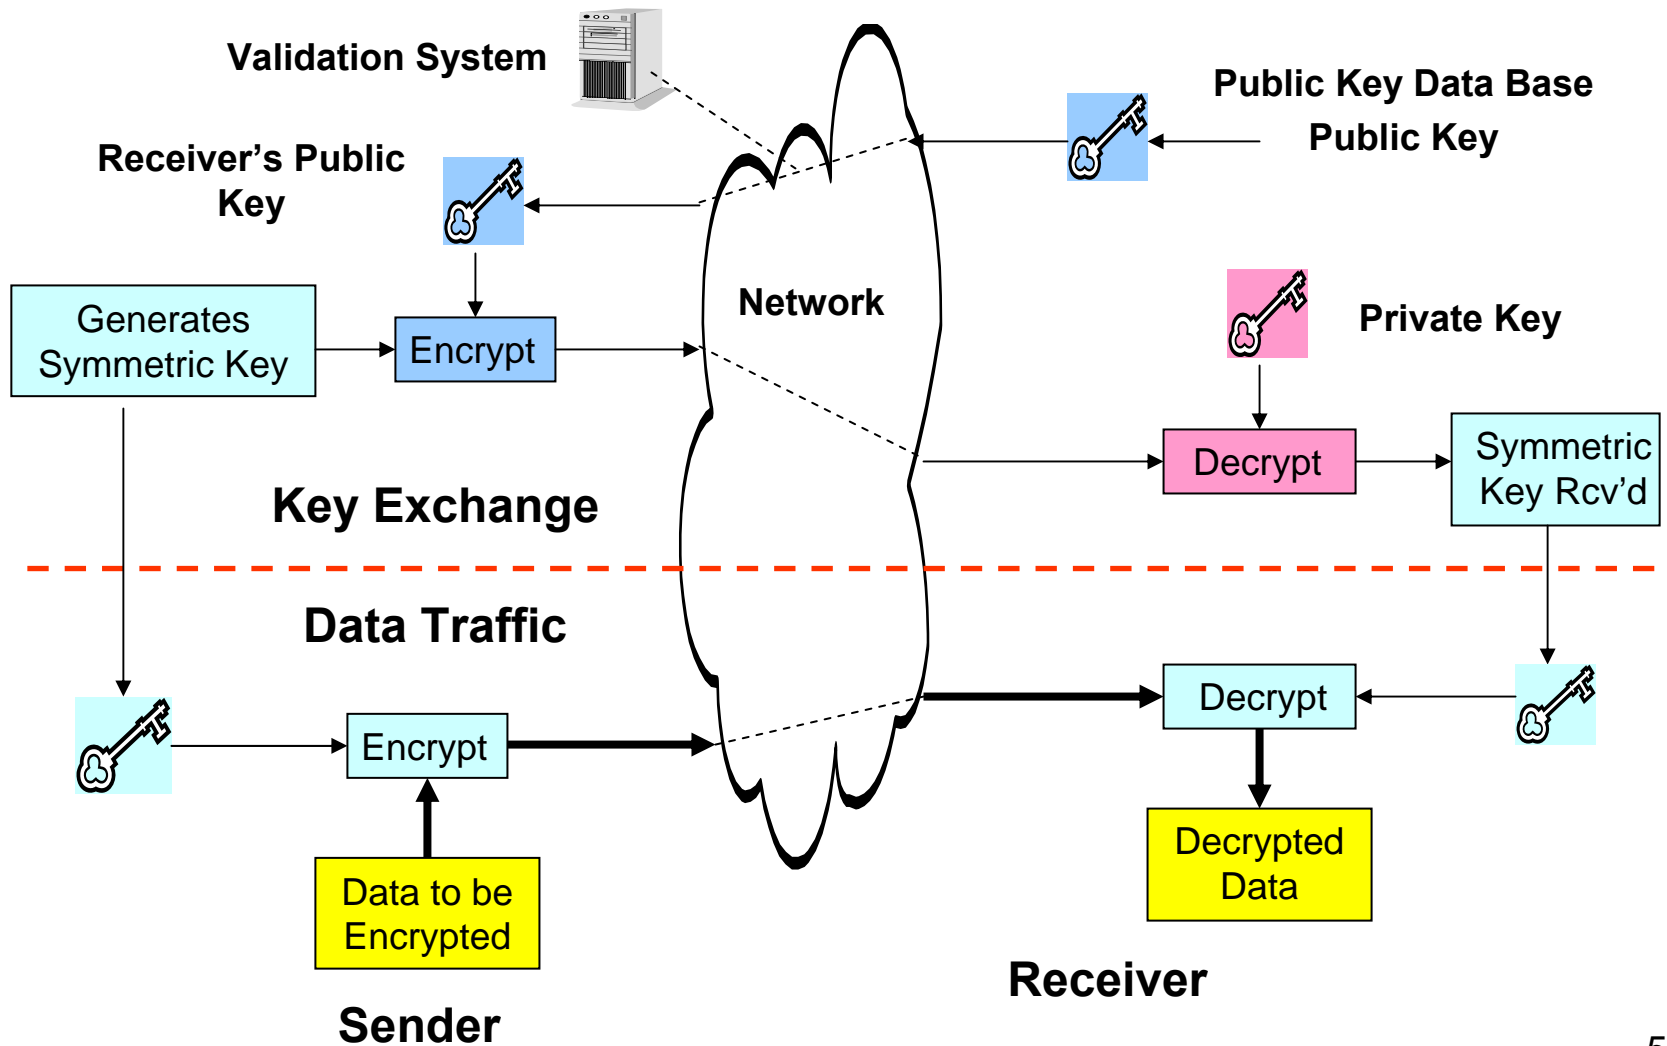 Validation System
Public Key Data Base
Public Key
Receiver’s Public
Key
Generates
Symmetric Key
Encrypt
Network
Private Key
Decrypt
Symmetric
Key Rcv’d
Key Exchange
Data Traffic
Encrypt
Decrypt
Data to be
Encrypted
Decrypted
Data
Receiver
Sender
5